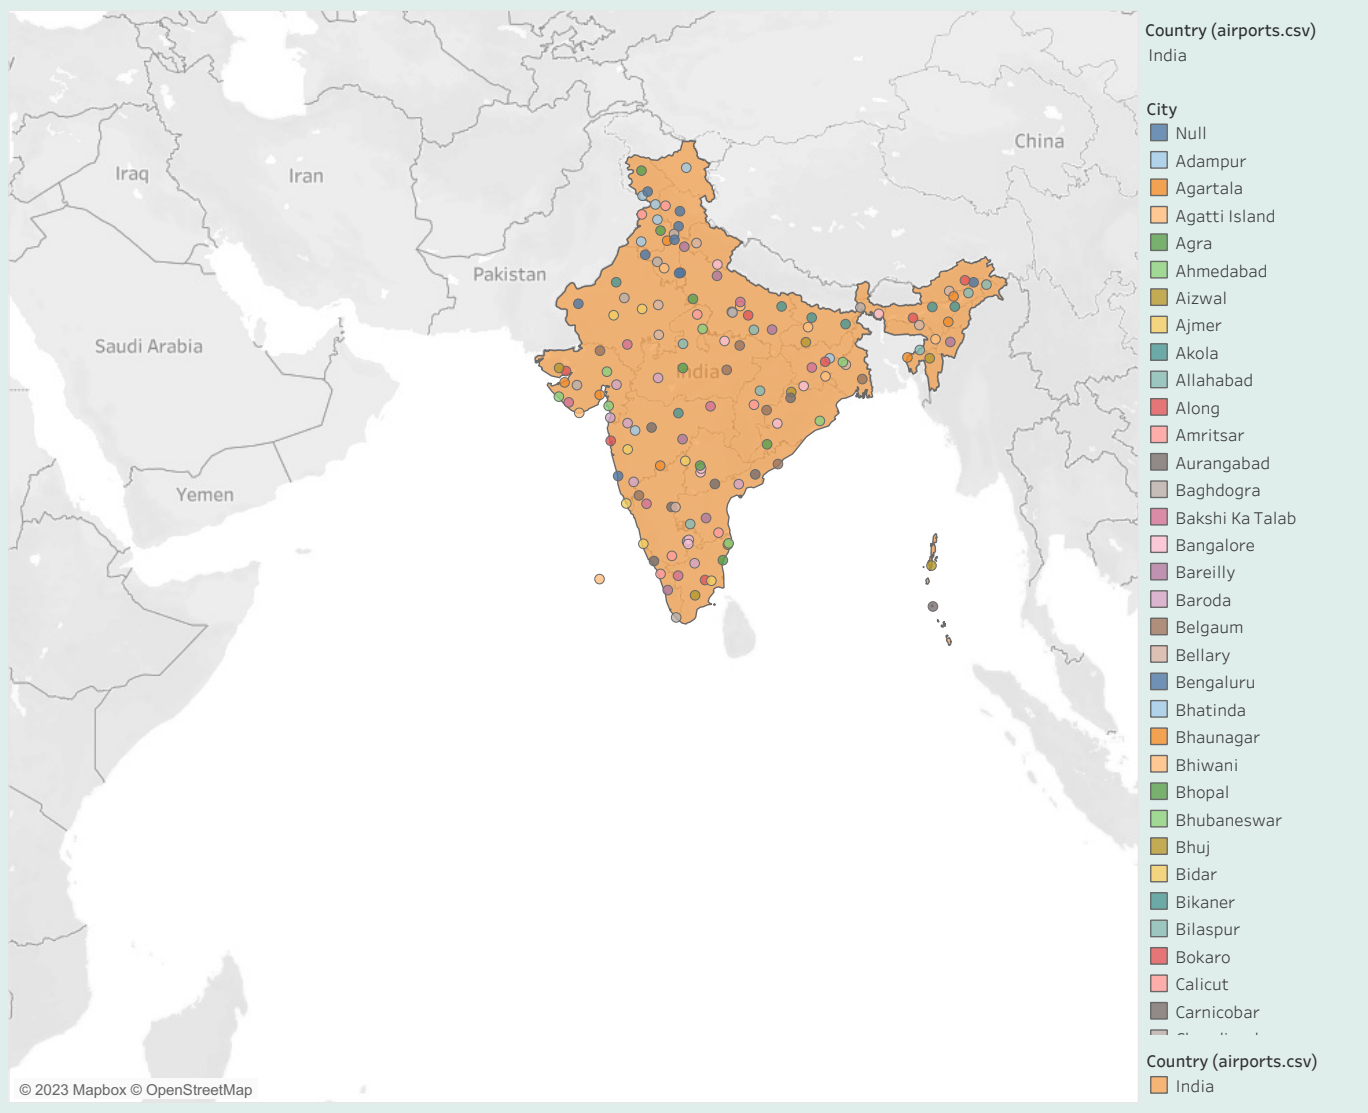 Iraq
Iran
China
Pakistan
Saudi Arabia
India
Yemen
© 2023 Mapbox © OpenStreetMap
Country (airports.csv)
India
City
Null
Adampur
Agartala
Agatti Island
Agra
Ahmedabad
Aizwal
Ajmer
Akola
Allahabad
Along
Amritsar
Aurangabad
Baghdogra
Bakshi Ka Talab
Bangalore
Bareilly
Baroda
Belgaum
Bellary
Bengaluru
Bhatinda
Bhaunagar
Bhiwani
Bhopal
Bhubaneswar
Bhuj
Bidar
Bikaner
Bilaspur
Bokaro
Calicut
Carnicobar
Country (airports.csv)
India